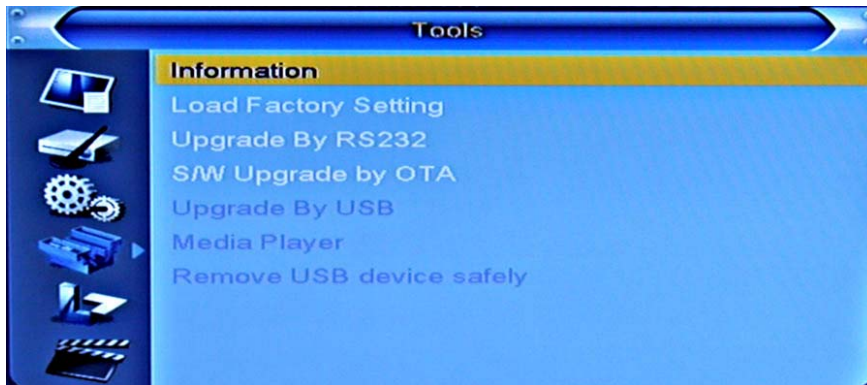 Tools
Information
Load Factory Setting
Upgrade By RS232
S/W Upgrade by OTA
Upgrade By USB
Media Player
Remove USB device safely